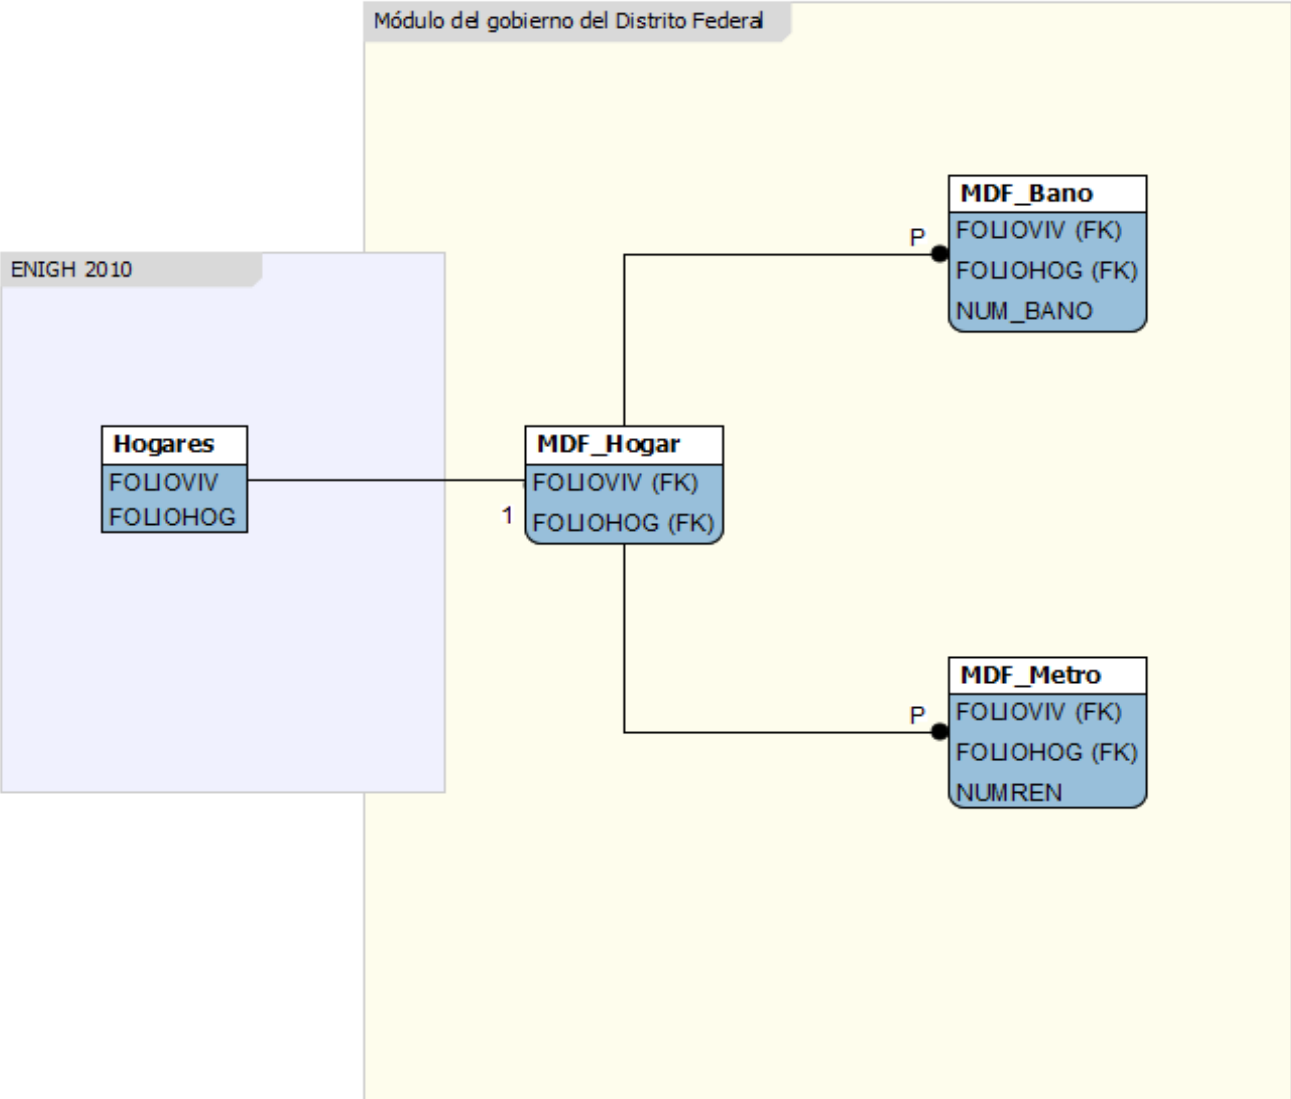 Módulo del gobierno del Distrito Federal
MDF_Bano
FOLIOVIV (FK)
P
FOLIOHOG (FK)
NUM_BANO
ENIGH 2010
Hogares
FOLIOVIV
FOLIOHOG
MDF_Hogar
FOLIOVIV (FK)
1
FOLIOHOG (FK)
MDF_Metro
FOLIOVIV (FK)
P
FOLIOHOG (FK)
NUMREN